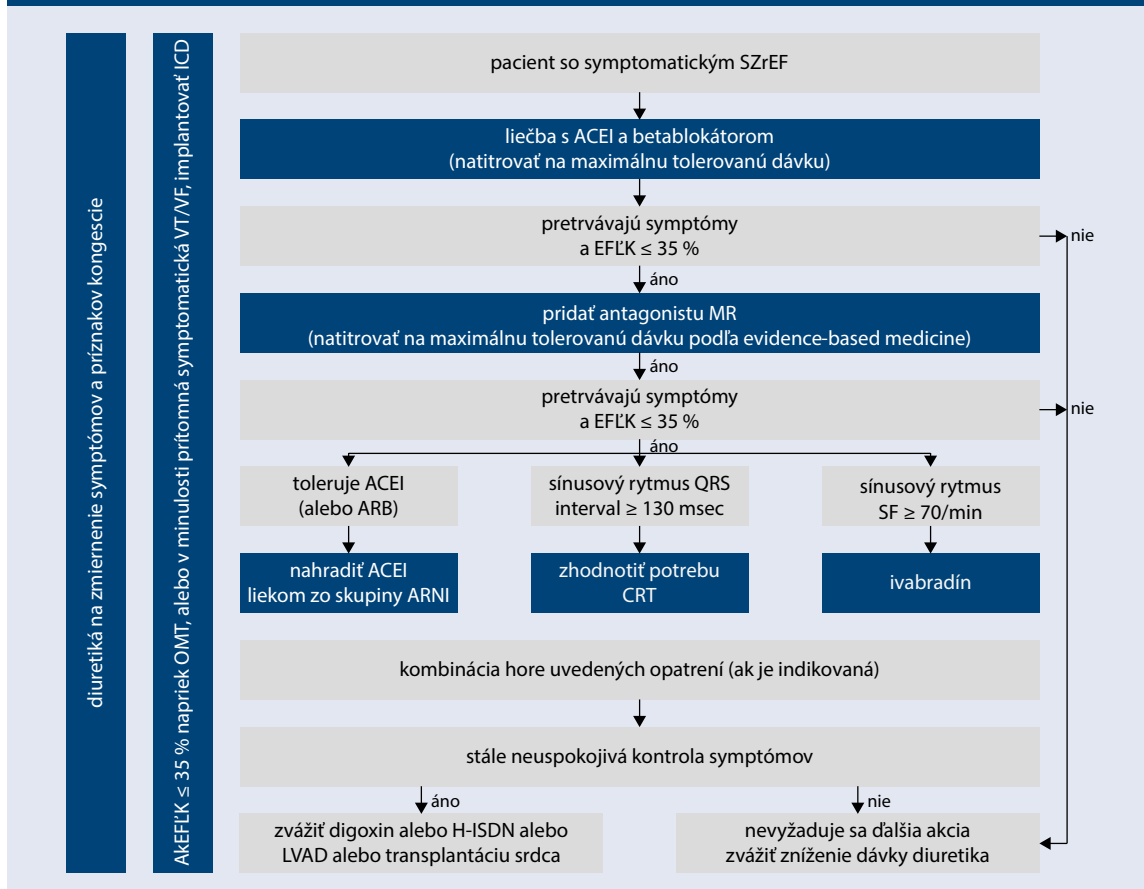 diuretiká na zmiernenie symptómov a príznakov kongescie
AkEFĽK ≤ 35 % napriek OMT, alebo v minulosti prítomná symptomatická VT/VF, implantovať ICD
pacient so symptomatickým SZrEF
liečba s ACEI a betablokátorom
(natitrovať na maximálnu tolerovanú dávku)
pretrvávajú symptómy
a EFĽK ≤ 35 %
nie
áno
pridať antagonistu MR
(natitrovať na maximálnu tolerovanú dávku podľa evidence-based medicine)
áno
pretrvávajú symptómy
a EFĽK ≤ 35 %
nie
áno
toleruje ACEI
(alebo ARB)
sínusový rytmus QRS
interval ≥ 130 msec
sínusový rytmus
SF ≥ 70/min
nahradiť ACEI
liekom zo skupiny ARNI
zhodnotiť potrebu
CRT
ivabradín
kombinácia hore uvedených opatrení (ak je indikovaná)
stále neuspokojivá kontrola symptómov
áno
nie
zvážiť digoxin alebo H-ISDN alebo
LVAD alebo transplantáciu srdca
nevyžaduje sa ďalšia akcia
zvážiť zníženie dávky diuretika